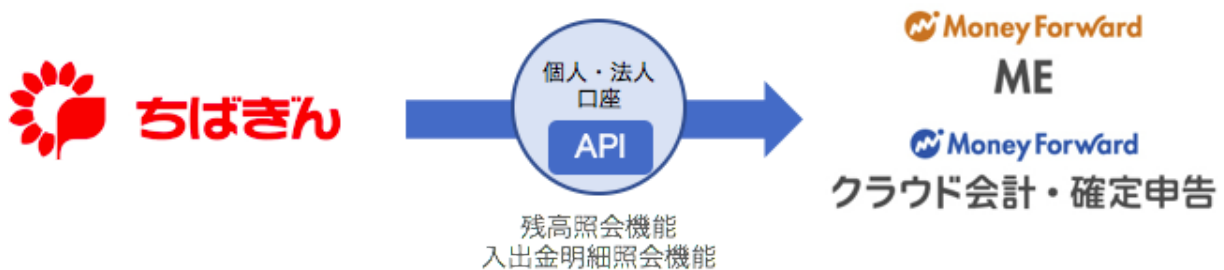 ちばぎん
個人・法人
口座
API
残高照会機能
入出金明細照会機能
Money Forward
ME
Money Forward
クラウド会計・確定申告